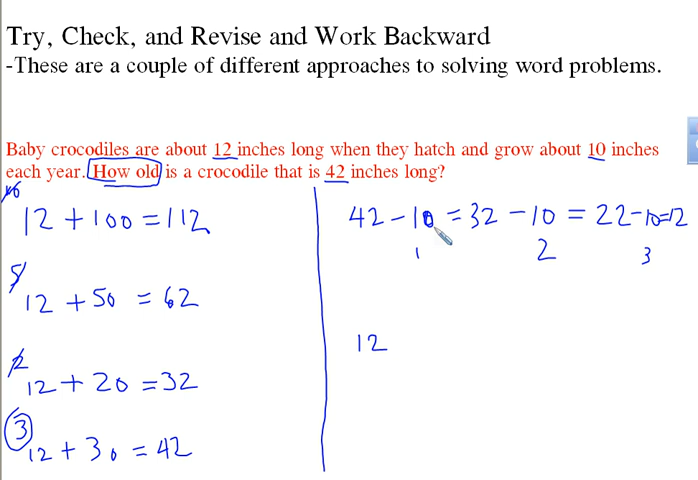 Try, Check, and Revise and Work Backward
-These are a couple of different approaches to solving word problems.
Baby crocodiles are about 12 inches long when they hatch and grow about 10 inches
each year. How old is a crocodile that is 42 inches long?
10
12 + 100 = 112
5
12 + 50 = 62
2
12 + 20 = 32
3
12 + 30 = 42
42 - 10 = 32 - 10 = 22 - 10 = 12
1 2 3
12